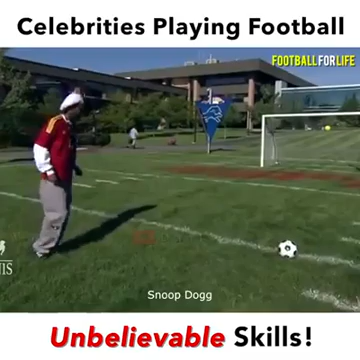 Celebrities Playing Football
FOOTBALLFORLIFE
Snoop Dogg
Unbelievable Skills!